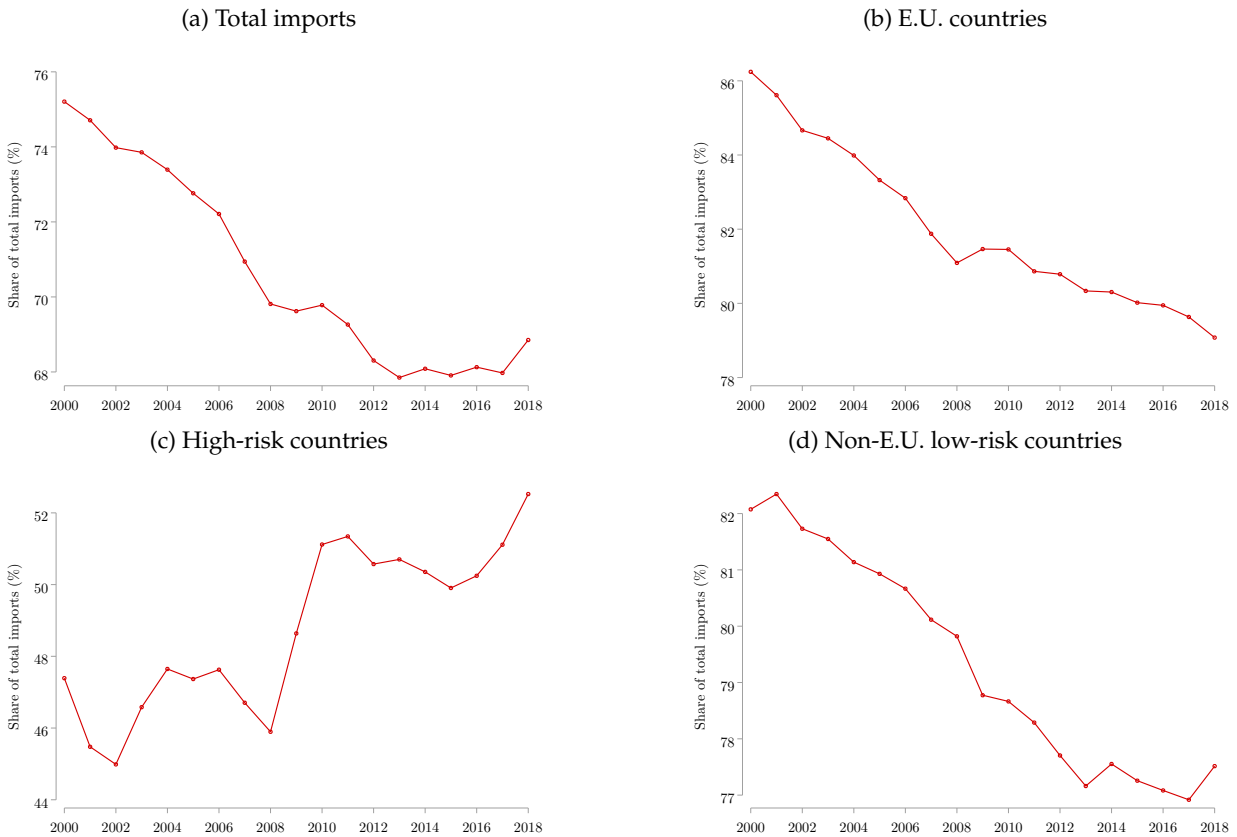 (a) Total imports
Share of total imports (%)
76
74
72
70
68
2000 2002 2004 2006 2008 2010 2012 2014 2016 2018
(b) E.U. countries
Share of total imports (%)
86
84
82
80
78
2000 2002 2004 2006 2008 2010 2012 2014 2016 2018
(c) High-risk countries
Share of total imports (%)
52
50
48
46
44
2000 2002 2004 2006 2008 2010 2012 2014 2016 2018
(d) Non-E.U. low-risk countries
Share of total imports (%)
82
81
80
79
78
77
2000 2002 2004 2006 2008 2010 2012 2014 2016 2018